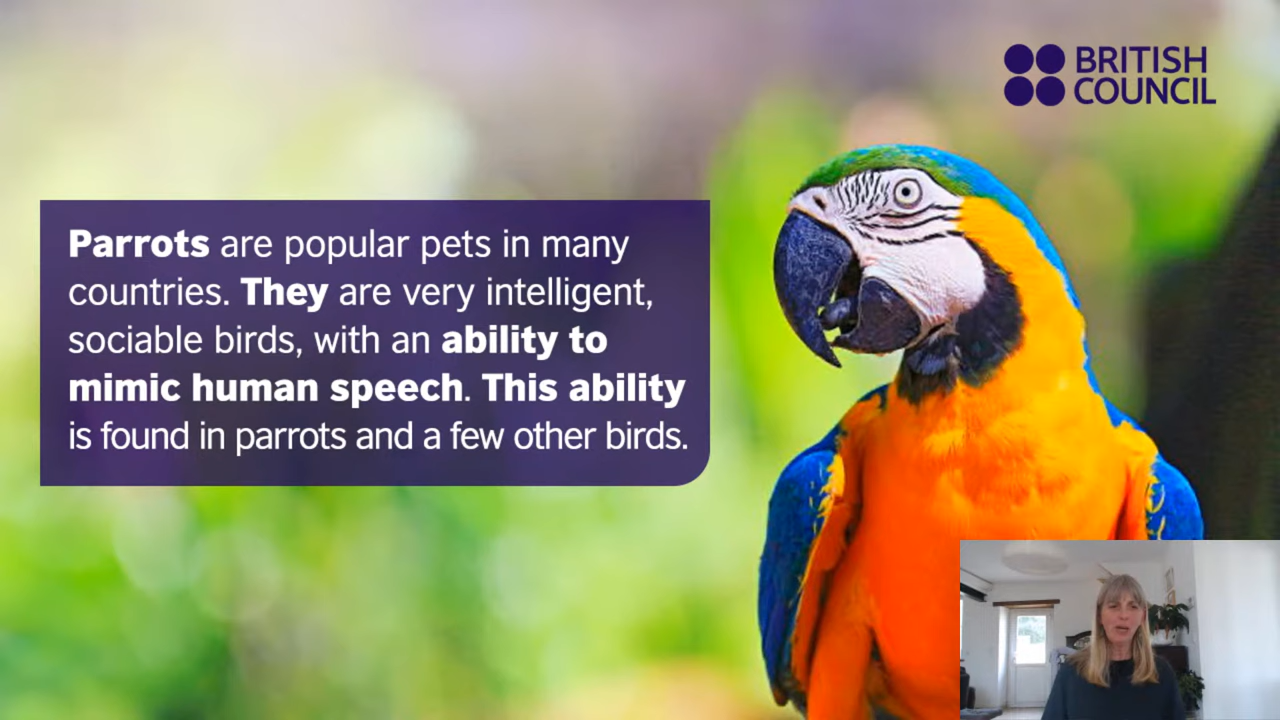 BRITISH
COUNCIL
Parrots are popular pets in many
countries. They are very intelligent,
sociable birds, with an ability to
mimic human speech. This ability
is found in parrots and a few other birds.